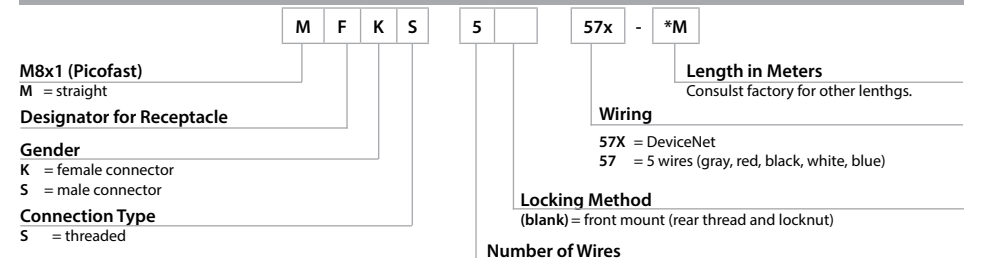 M F K S 5 57x - *M
M8x1 (Picofast)
M = straight
Designator for Receptacle
Gender
K = female connector
S = male connector
Connection Type
S = threaded
Length in Meters
Consulst factory for other lenthgs.
Wiring
57X = DeviceNet
57 = 5 wires (gray, red, black, white, blue)
Locking Method
(blank) = front mount (rear thread and locknut)
Number of Wires